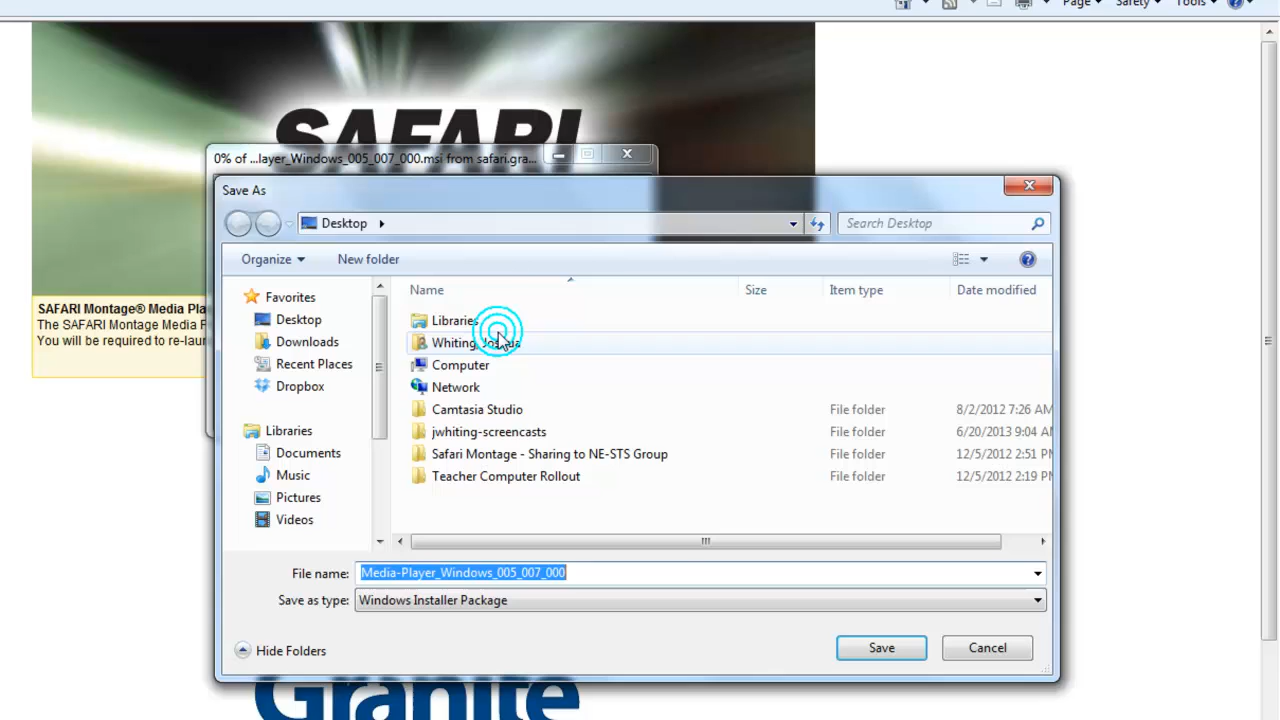 Page
Safety
Tools
SAFARI
0% of ...layer_Windows_005_007_000.msi from safari.gra...
Save As
Desktop
Search Desktop
Organize
New folder
Name
Size
Item type
Date modified
Favorites
Desktop
Downloads
Recent Places
Dropbox
Libraries
Documents
Music
Pictures
Videos
Libraries
Whiting, Joshua
Computer
Network
Camtasia Studio File folder 8/2/2012 7:26 AM
jwhiting-screencasts File folder 6/20/2013 9:04 AM
Safari Montage - Sharing to NE-STS Group File folder 12/5/2012 2:51 P
Teacher Computer Rollout File folder 12/5/2012 2:19 P
SAFARI Montage® Media Pla
The SAFARI Montage Media P
You will be required to re-laun
File name: Media-Player_Windows_005_007_000
Save as type: Windows Installer Package
Hide Folders
Save
Cancel
Granite